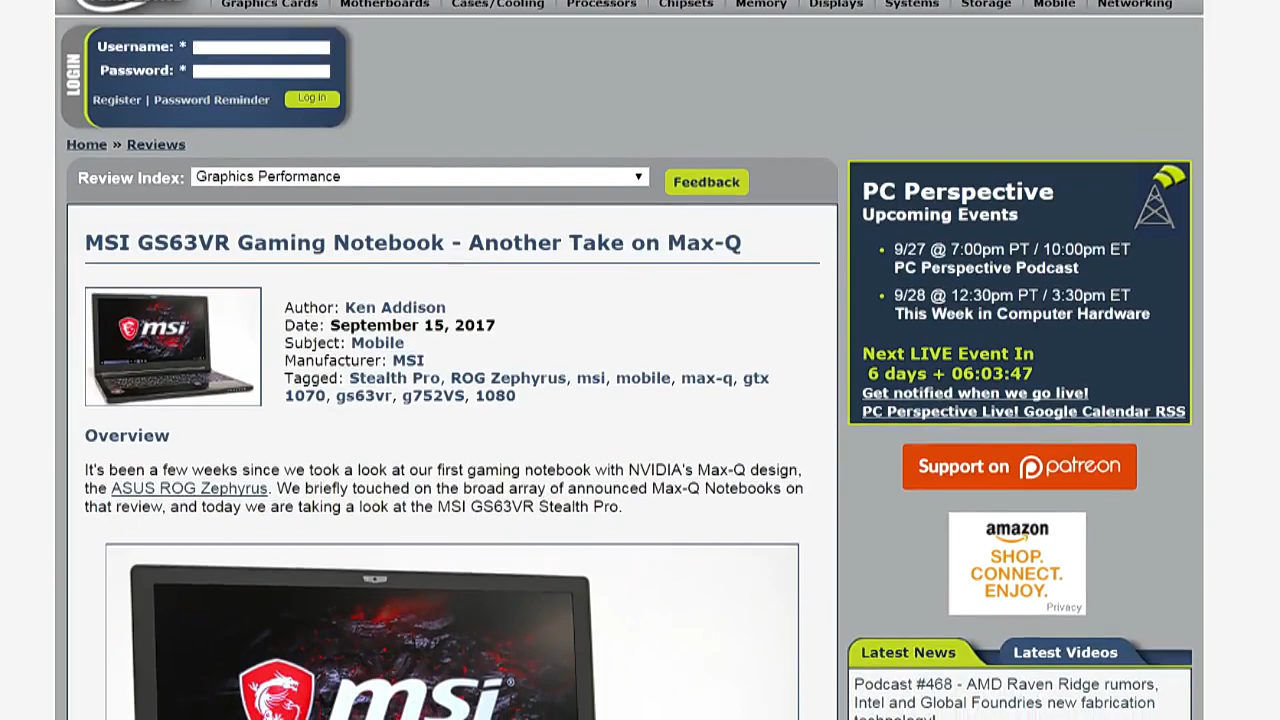 Graphics Cards Motherboards Cases/Cooling Processors Chipsets Memory Displays Systems Storage Mobile Networking
LOGIN
Username: *
Password: *
Register | Password Reminder Log in
Home » Reviews
Review Index: Graphics Performance Feedback
MSI GS63VR Gaming Notebook - Another Take on Max-Q
msi
Author: Ken Addison
Date: September 15, 2017
Subject: Mobile
Manufacturer: MSI
Tagged: Stealth Pro, ROG Zephyrus, msi, mobile, max-q, gtx
1070, gs63vr, g752VS, 1080
Overview
It's been a few weeks since we took a look at our first gaming notebook with NVIDIA's Max-Q design,
the ASUS ROG Zephyrus. We briefly touched on the broad array of announced Max-Q Notebooks on
that review, and today we are taking a look at the MSI GS63VR Stealth Pro.
msi
PC Perspective
Upcoming Events
• 9/27 @ 7:00pm PT / 10:00pm ET
PC Perspective Podcast
• 9/28 @ 12:30pm PT / 3:30pm ET
This Week in Computer Hardware
Next LIVE Event In
6 days + 06:03:47
Get notified when we go live!
PC Perspective Live! Google Calendar RSS
Support on patreon
amazon
SHOP.
CONNECT.
ENJOY.
Privacy
Latest News Latest Videos
Podcast #468 - AMD Raven Ridge rumors,
Intel and Global Foundries new fabrication
technology!